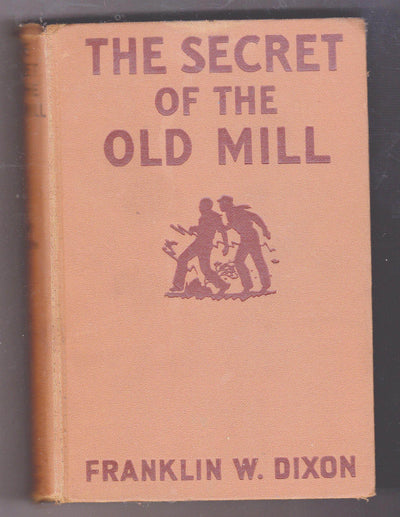 THE SECRET
OF THE
OLD MILL
FRANKLIN W. DIXON